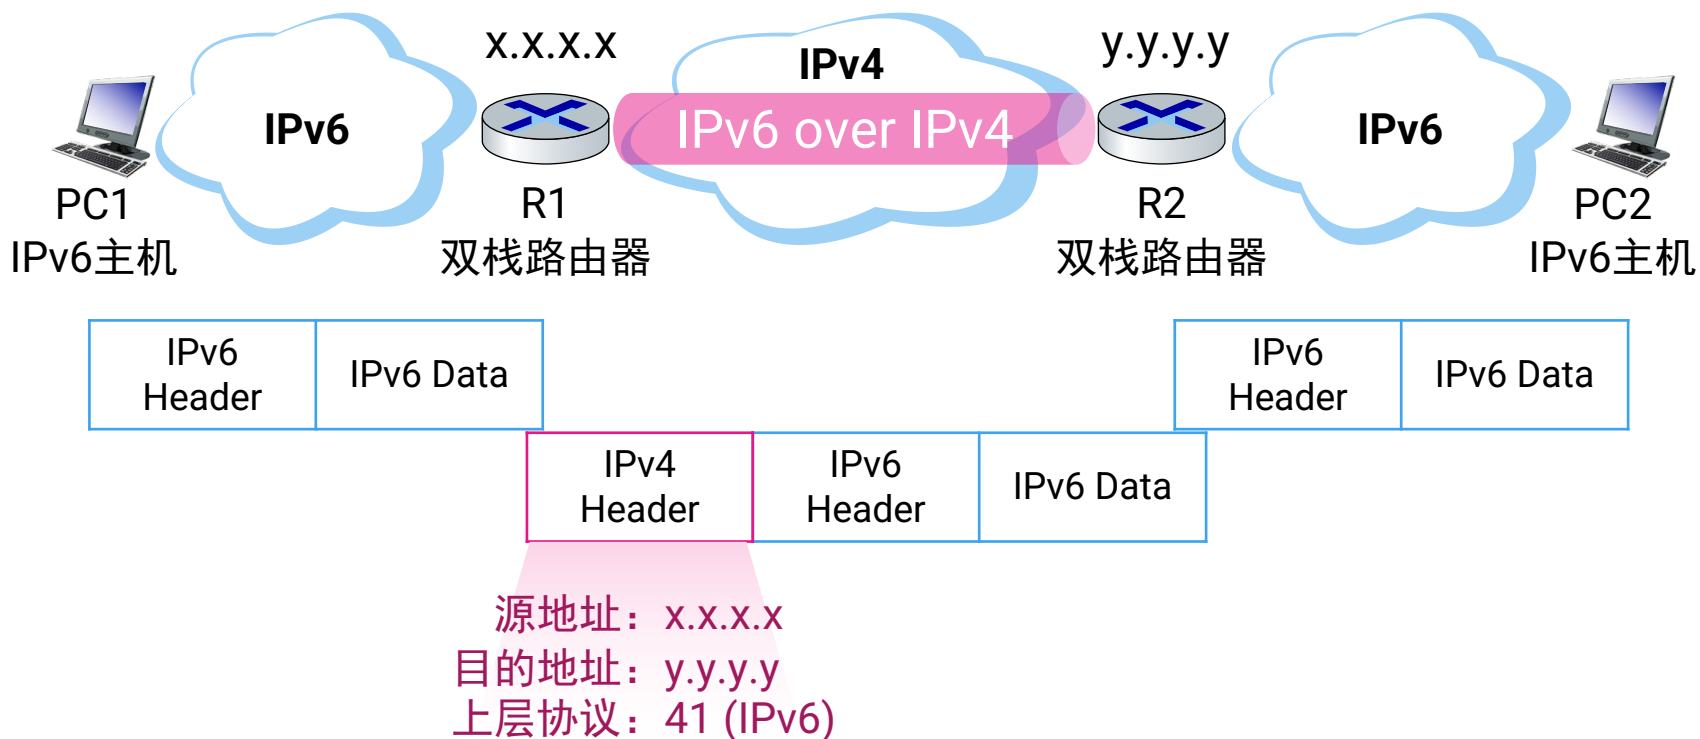 x.x.x.x
y.y.y.y
IPv4
IPv6
IPv6 over IPv4
IPv6
PC1
IPv6主机
R1
双栈路由器
R2
双栈路由器
PC2
IPv6主机
IPv6
Header
IPv6 Data
IPv6
Header
IPv6 Data
IPv4
Header
IPv6
Header
IPv6 Data
源地址：x.x.x.x
目的地址：y.y.y.y
上层协议：41 (IPv6)